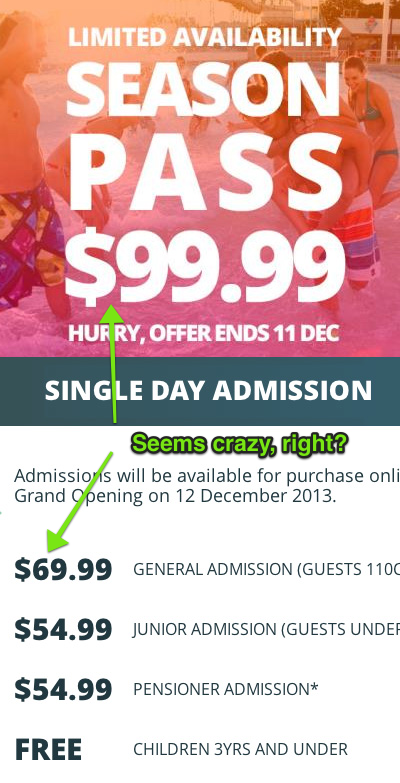 LIMITED AVAILABILITY
SEASON
PASS
$99.99
HURRY, OFFER ENDS 11 DEC
SINGLE DAY ADMISSION
Seems crazy, right?
Admissions will be available for purchase onli
Grand Opening on 12 December 2013.
$69.99 GENERAL ADMISSION (GUESTS 110C
$54.99 JUNIOR ADMISSION (GUESTS UNDER
$54.99 PENSIONER ADMISSION*
FREE CHILDREN 3YRS AND UNDER